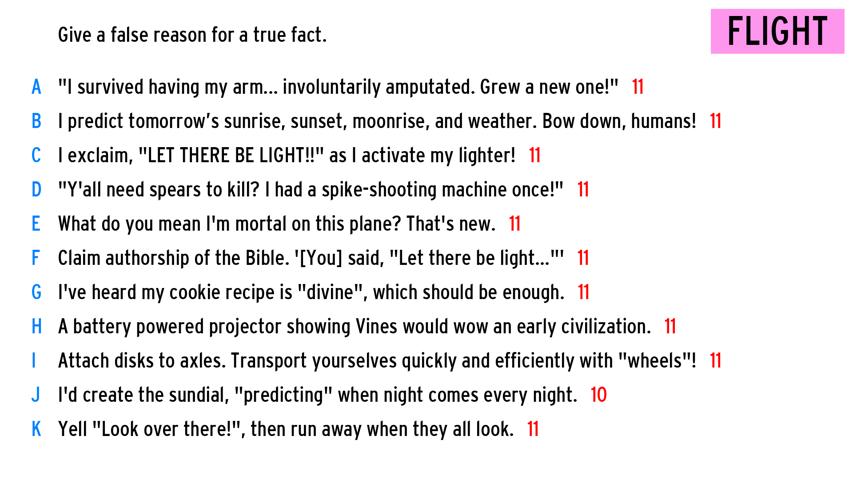 FLIGHT
Give a false reason for a true fact.
A "I survived having my arm... involuntarily amputated. Grew a new one!" 11
B I predict tomorrow's sunrise, sunset, moonrise, and weather. Bow down, humans! 11
C I exclaim, "LET THERE BE LIGHT!!" as I activate my lighter! 11
D "Y'all need spears to kill? I had a spike-shooting machine once!" 11
E What do you mean I'm mortal on this plane? That's new. 11
F Claim authorship of the Bible. '[You] said, "Let there be light..."' 11
G I've heard my cookie recipe is "divine", which should be enough. 11
H A battery powered projector showing Vines would wow an early civilization. 11
I Attach disks to axles. Transport yourselves quickly and efficiently with "wheels"! 11
J I'd create the sundial, "predicting" when night comes every night. 10
K Yell "Look over there!", then run away when they all look. 11